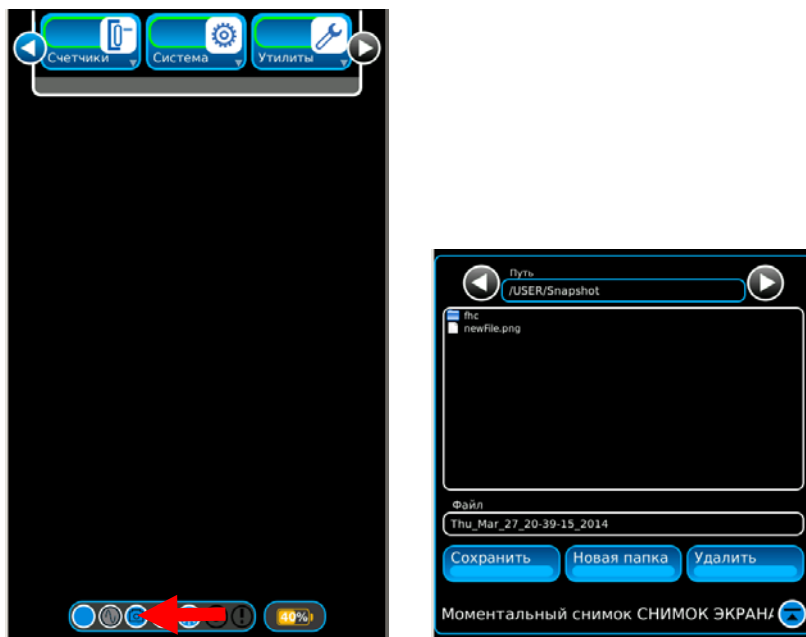 Счетчики Система Утилиты
40%
Путь
/USER/Snapshot
fhc
newFile.png
Файл
Thu_Mar_27_20-39-15_2014
Сохранить Новая папка Удалить
Моментальный снимок СНИМОК ЭКРАНА